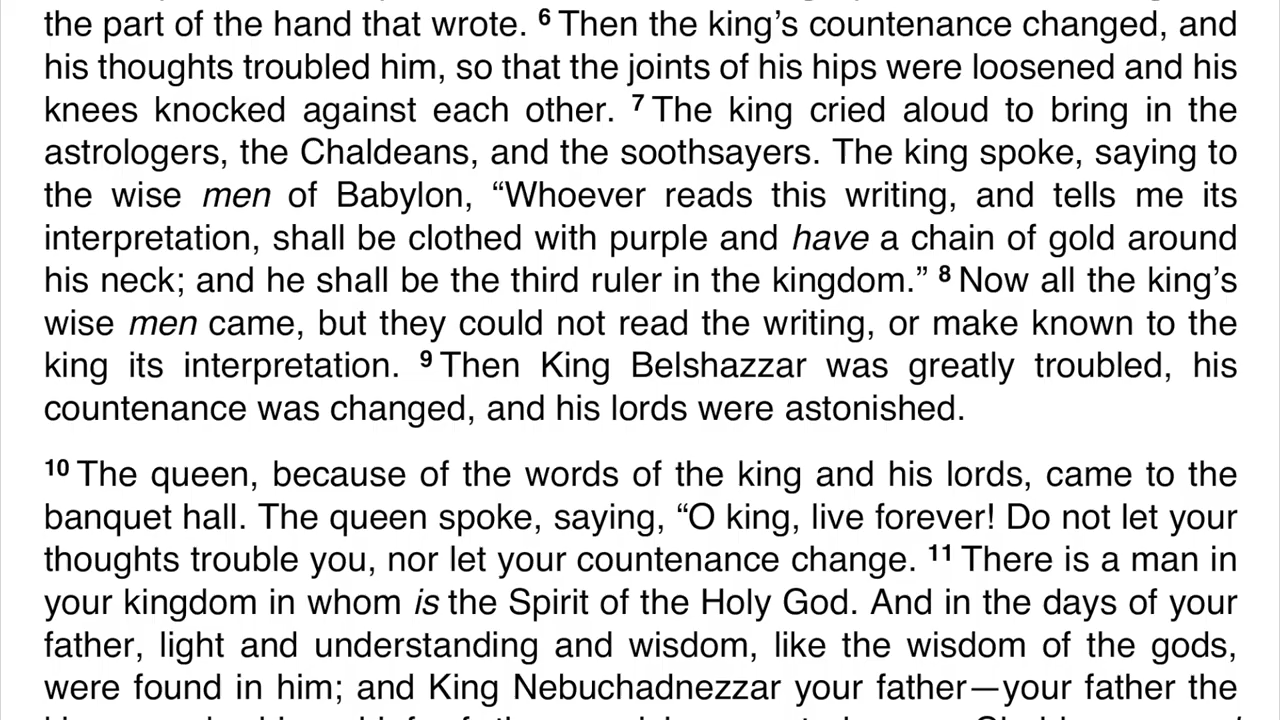 the part of the hand that wrote. 6 Then the king’s countenance changed, and
his thoughts troubled him, so that the joints of his hips were loosened and his
knees knocked against each other. 7 The king cried aloud to bring in the
astrologers, the Chaldeans, and the soothsayers. The king spoke, saying to
the wise men of Babylon, “Whoever reads this writing, and tells me its
interpretation, shall be clothed with purple and have a chain of gold around
his neck; and he shall be the third ruler in the kingdom.” 8 Now all the king’s
wise men came, but they could not read the writing, or make known to the
king its interpretation. 9 Then King Belshazzar was greatly troubled, his
countenance was changed, and his lords were astonished.
10 The queen, because of the words of the king and his lords, came to the
banquet hall. The queen spoke, saying, “O king, live forever! Do not let your
thoughts trouble you, nor let your countenance change. 11 There is a man in
your kingdom in whom is the Spirit of the Holy God. And in the days of your
father, light and understanding and wisdom, like the wisdom of the gods,
were found in him; and King Nebuchadnezzar your father—your father the